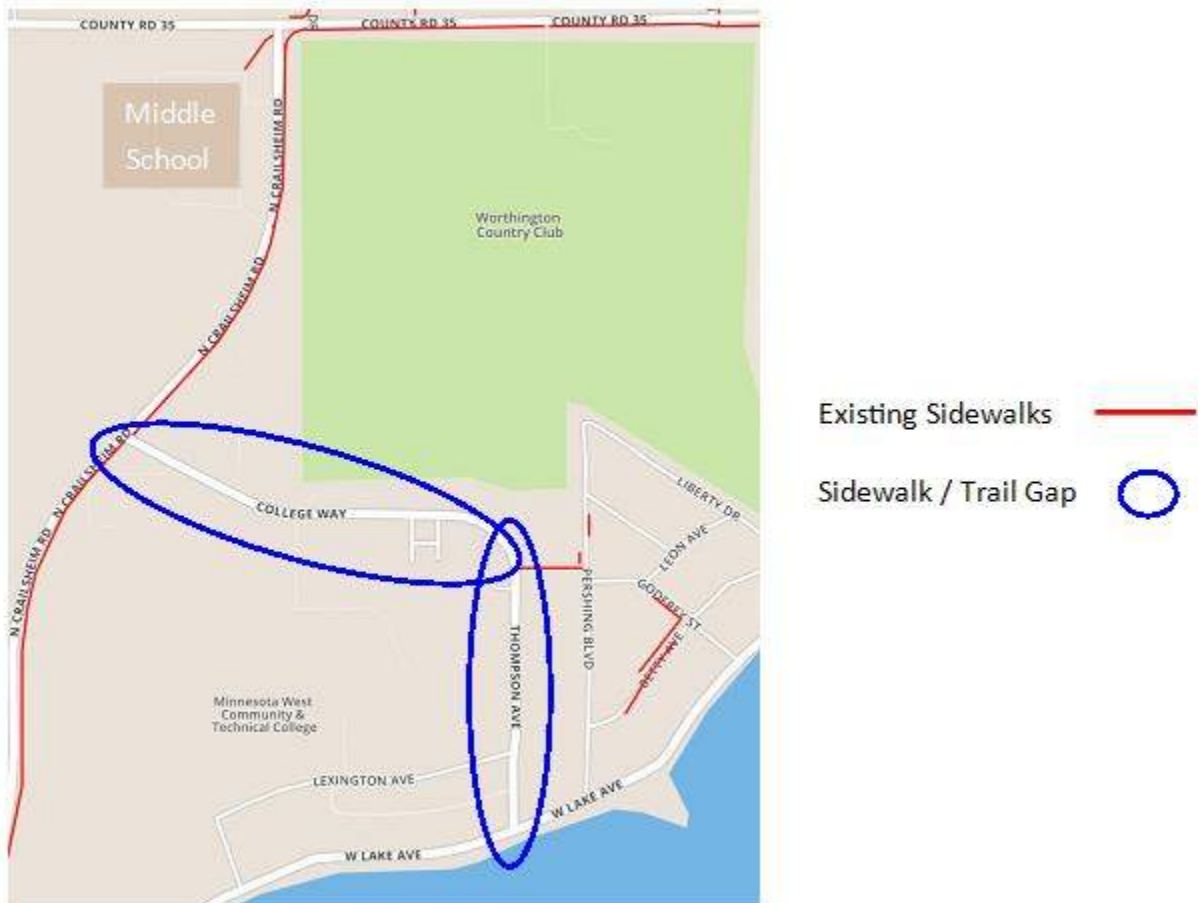 COUNTY RD 35
COUNTY RD 35
COUNTY RD 35
Middle
School
N CRAILSHEIM RD
Worthington
Country Club
N CRAILSHEIM RD
Existing Sidewalks
N CRAILSHEIM RD
Sidewalk / Trail Gap
LIBERTY DR
COLLEGE WAY
LEON AVE
N CRAILSHEIM RD
PERSHING BLVD
GODFREY ST
THOMPSON AVE
BETTY AVE
Minnesota West
Community &
Technical College
LEXINGTON AVE
W LAKE AVE
W LAKE AVE